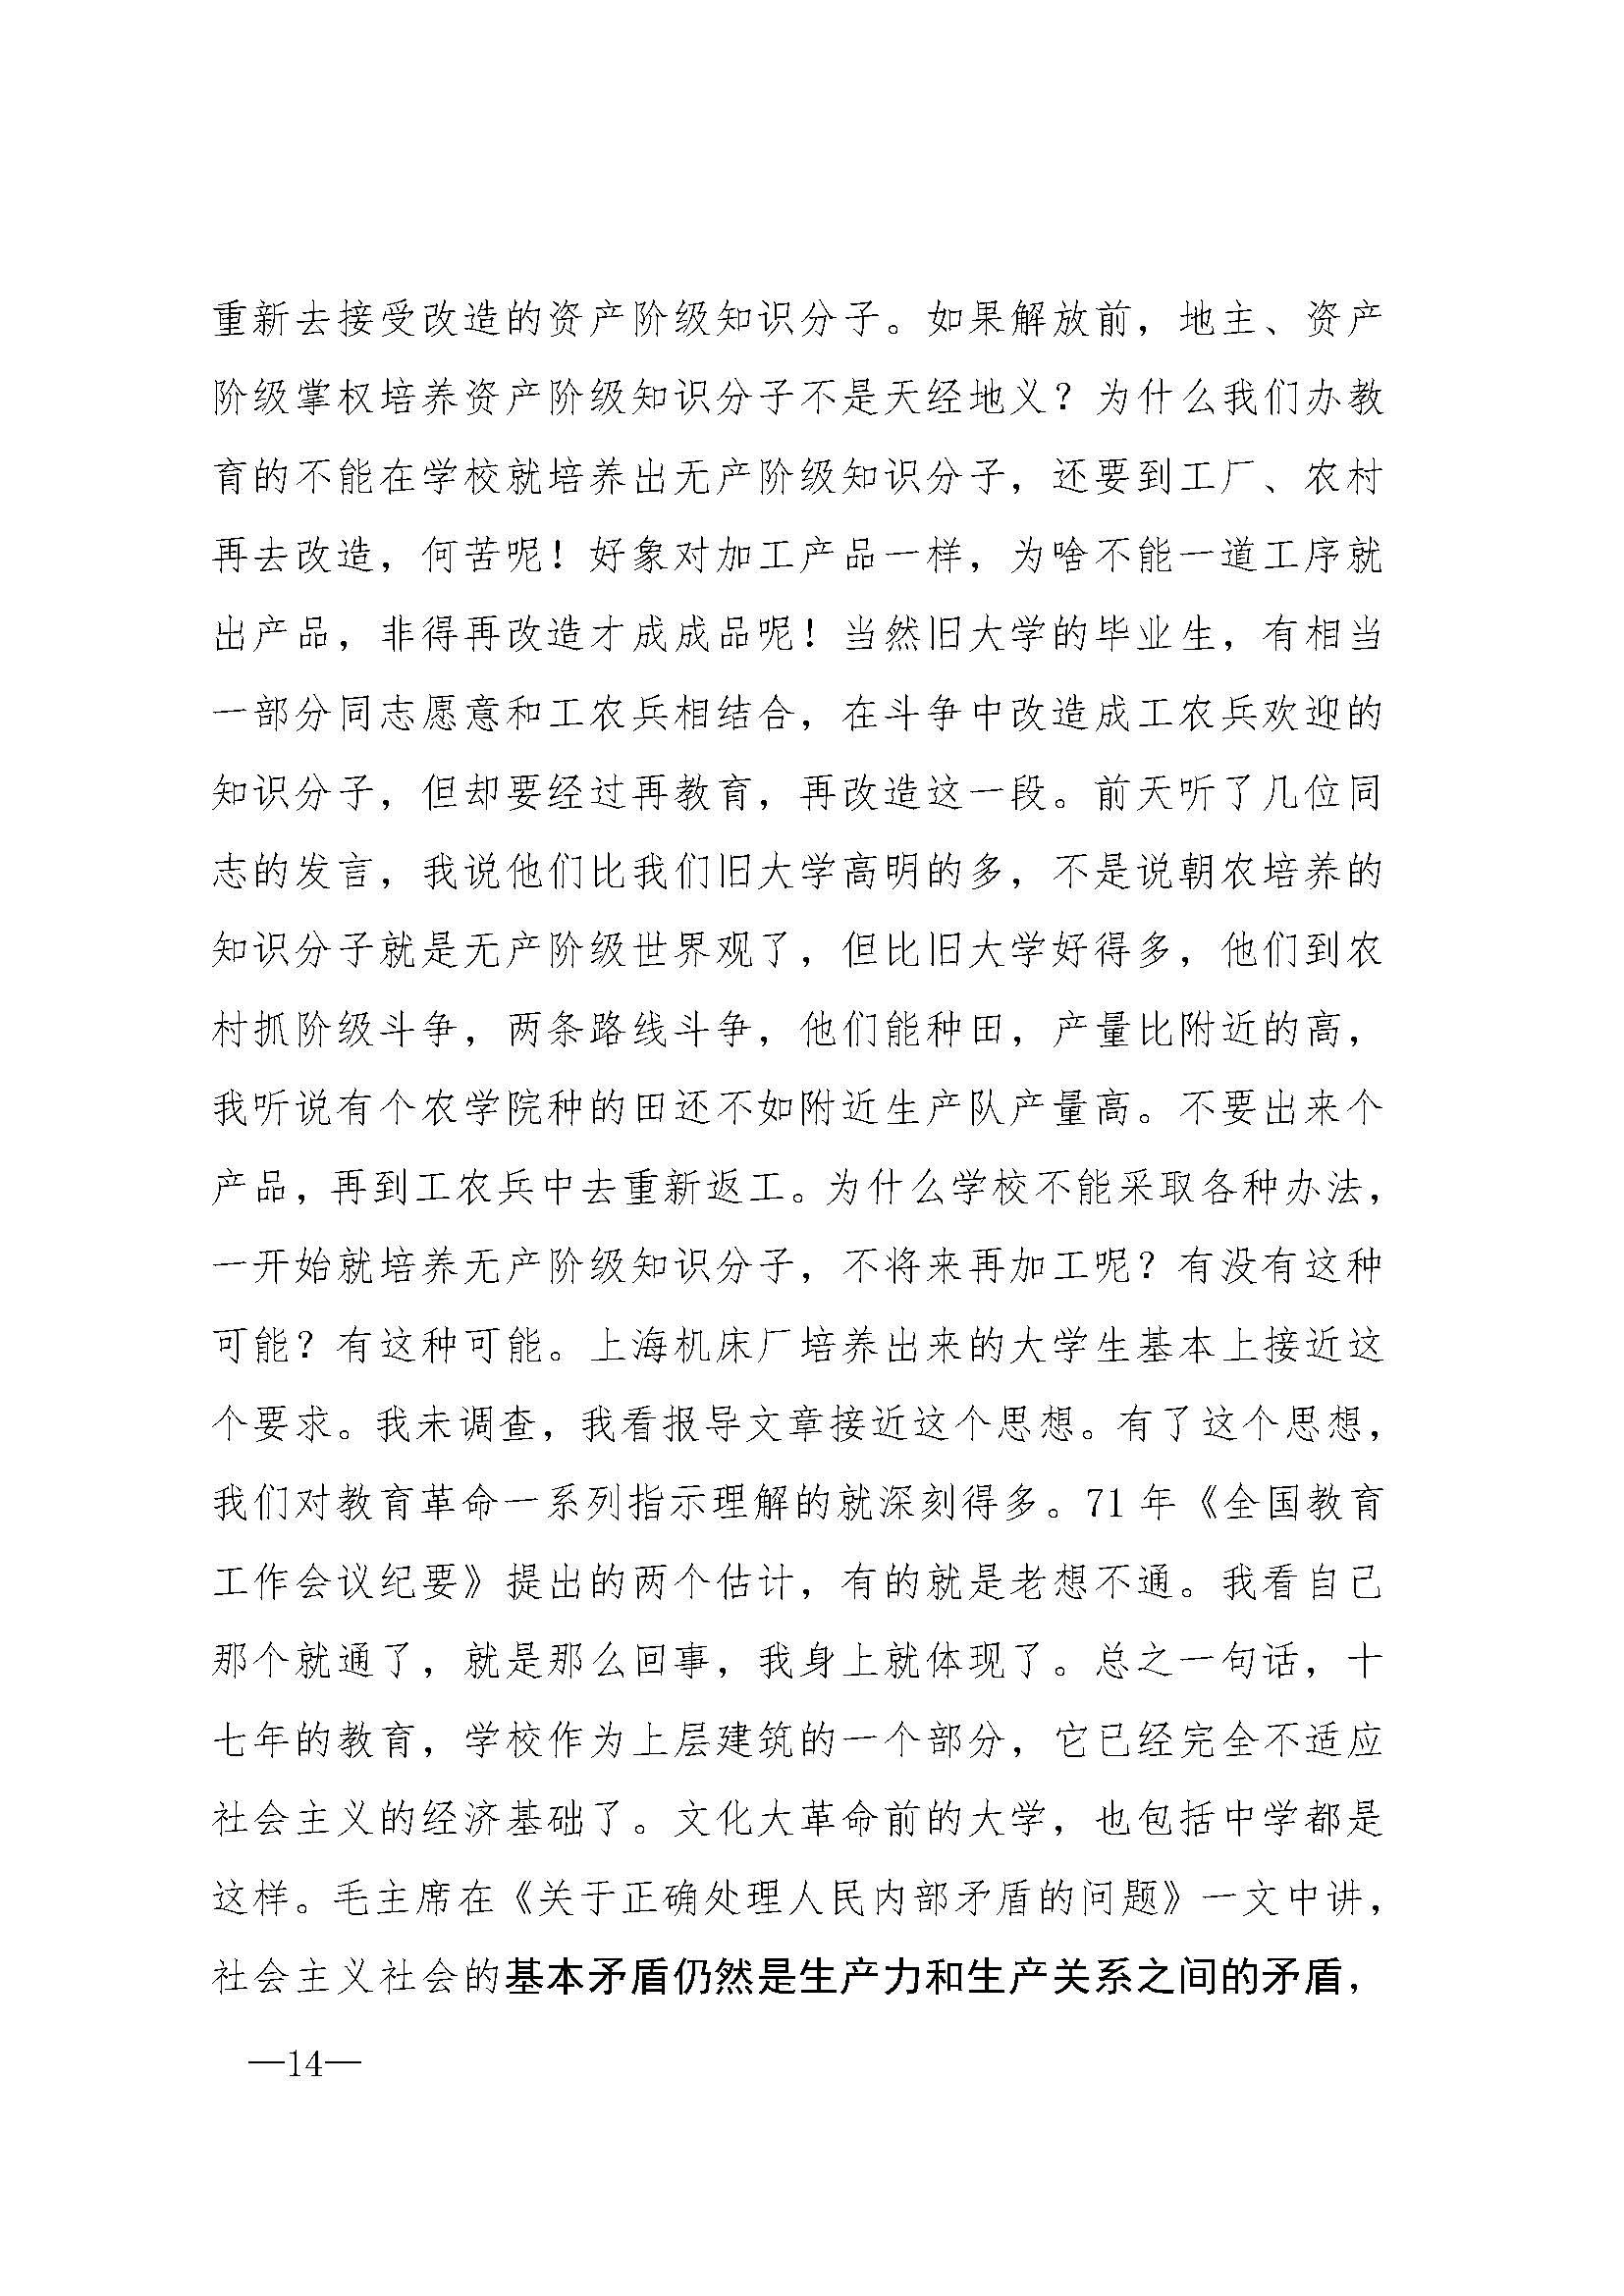 重新去接受改造的资产阶级知识分子。如果解放前，地主、资产
阶级掌权培养资产阶级知识分子不是天经地义？为什么我们办教
育的不能在学校就培养出无产阶级知识分子，还要到工厂、农村
再去改造，何苦呢！好象对加工产品一样，为啥不能一道工序就
出产品，非得再改造才成成品呢！当然旧大学的毕业生，有相当
一部分同志愿意和工农兵相结合，在斗争中改造成工农兵欢迎的
知识分子，但却要经过再教育，再改造这一段。前天听了几位同
志的发言，我说他们比我们旧大学高明的多，不是说朝农培养的
知识分子就是无产阶级世界观了，但比旧大学好得多，他们到农
村抓阶级斗争，两条路线斗争，他们能种田，产量比附近的高，
我听说有个农学院种的田还不如附近生产队产量高。不要出来个
产品，再到工农兵中去重新返工。为什么学校不能采取各种办法，
一开始就培养无产阶级知识分子，不将来再加工呢？有没有这种
可能？有这种可能。上海机床厂培养出来的大学生基本上接近这
个要求。我未调查，我看报导文章接近这个思想。有了这个思想，
我们对教育革命一系列指示理解的就深刻得多。71 年《全国教育
工作会议纪要》提出的两个估计，有的就是老想不通。我看自己
那个就通了，就是那么回事，我身上就体现了。总之一句话，十
七年的教育，学校作为上层建筑的一个部分，它已经完全不适应
社会主义的经济基础了。文化大革命前的大学，也包括中学都是
这样。毛主席在《关于正确处理人民内部矛盾的问题》一文中讲，
社会主义社会的基本矛盾仍然是生产力和生产关系之间的矛盾，
—14—